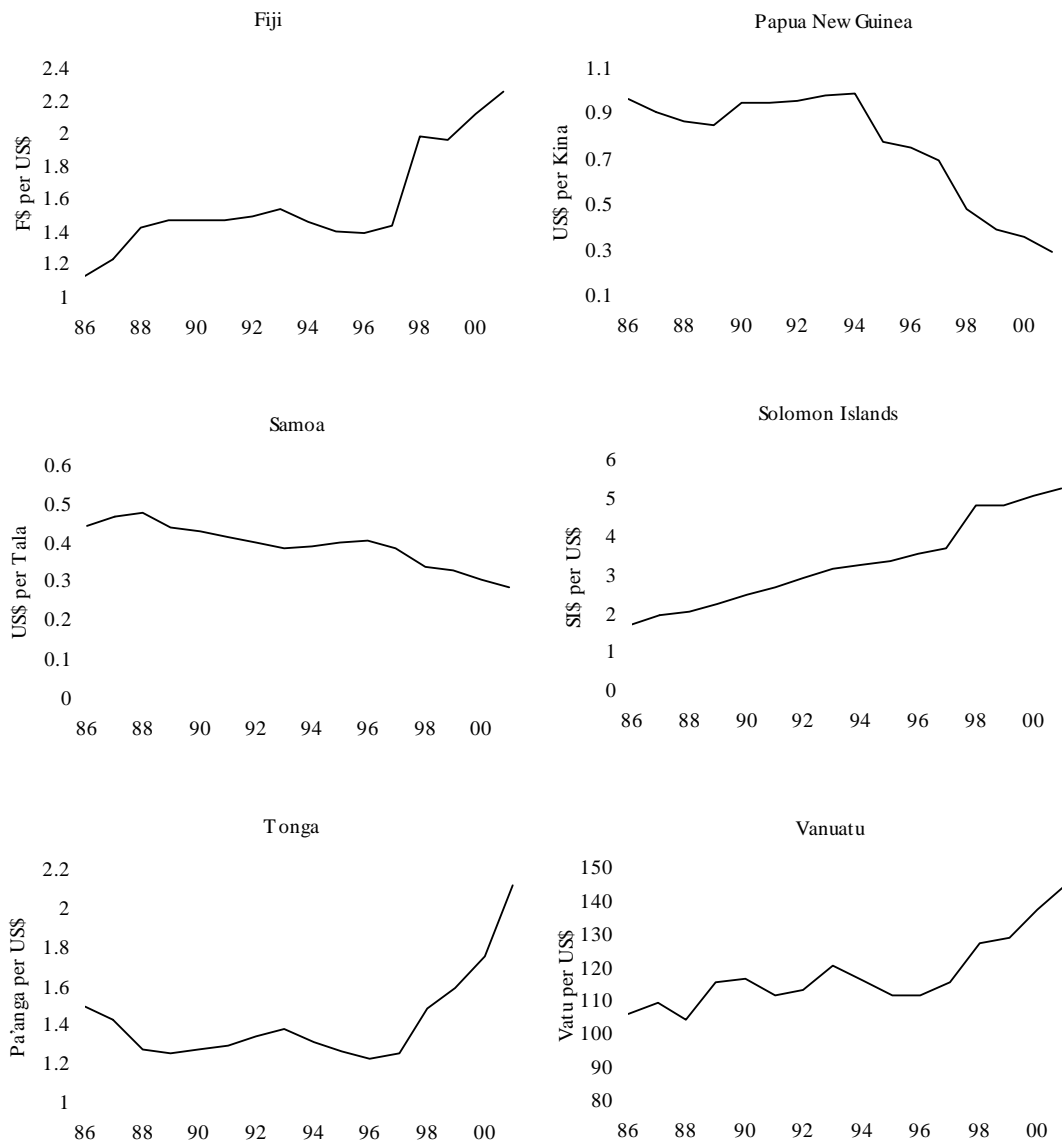 Fiji
F$ per US$
2.4
2.2
2
1.8
1.6
1.4
1.2
1
86 88 90 92 94 96 98 00
Papua New Guinea
US$ per Kina
1.1
0.9
0.7
0.5
0.3
0.1
86 88 90 92 94 96 98 00
Samoa
US$ per Tala
0.6
0.5
0.4
0.3
0.2
0.1
0
86 88 90 92 94 96 98 00
Solomon Islands
SI$ per US$
6
5
4
3
2
1
0
86 88 90 92 94 96 98 00
Tonga
Pa'anga per US$
2.2
2
1.8
1.6
1.4
1.2
1
86 88 90 92 94 96 98 00
Vanuatu
Vatu per US$
150
140
130
120
110
100
90
80
86 88 90 92 94 96 98 00